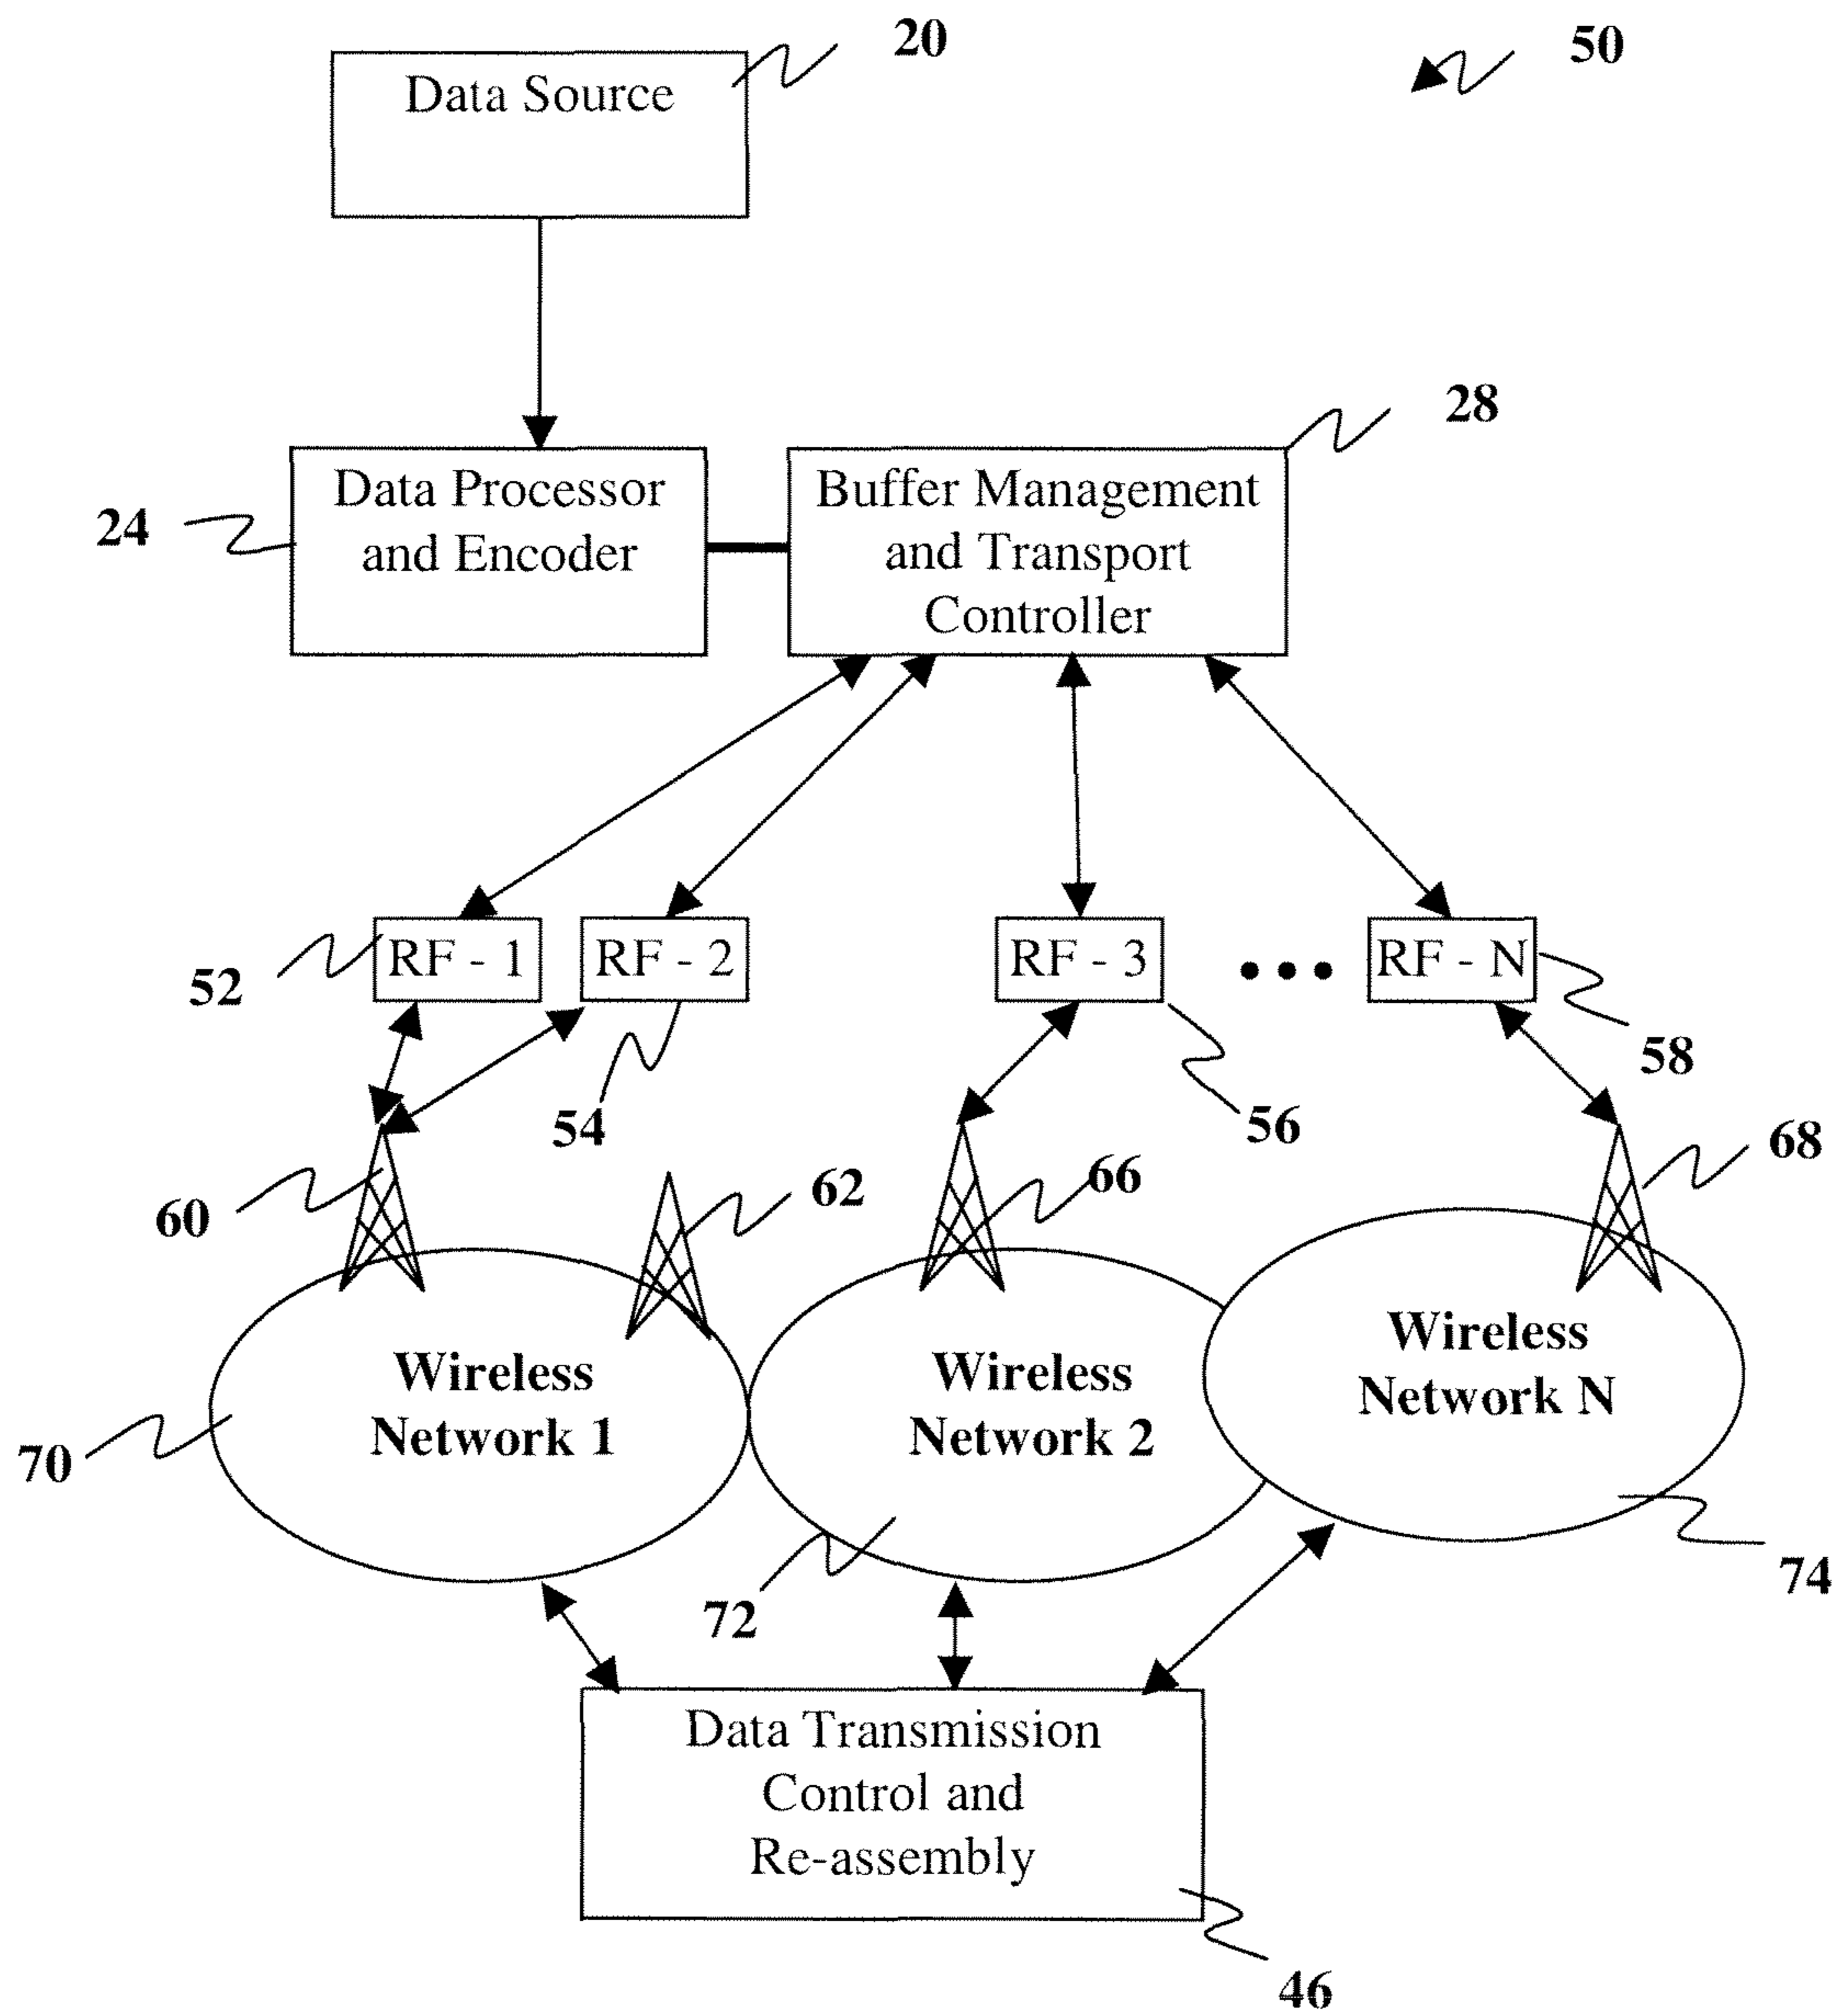 20
50
Data Source
28
24
Data Processor
and Encoder
Buffer Management
and Transport
Controller
52
RF - 1
RF - 2
RF - 3
RF - N
58
54
56
60
62
66
68
Wireless
Network 1
Wireless
Network 2
Wireless
Network N
70
72
74
Data Transmission
Control and
Re-assembly
46